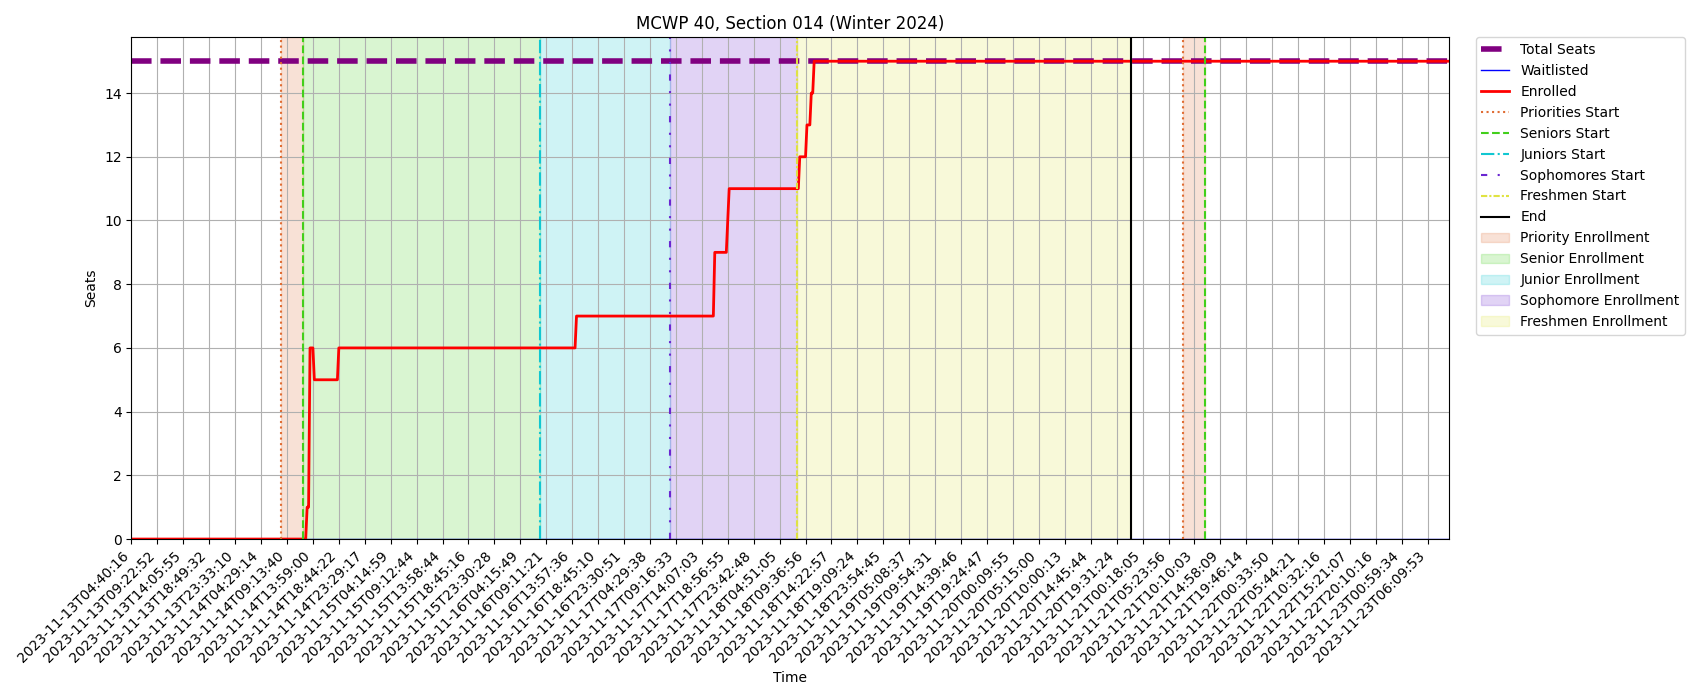 MCWP 40, Section 014 (Winter 2024)
Seats
14
12
10
8
6
4
2
0
2023-11-13T04:40:16
2023-11-13T09:22:52
2023-11-13T14:05:55
2023-11-13T18:49:32
2023-11-13T23:33:10
2023-11-14T04:29:14
2023-11-14T09:13:40
2023-11-14T13:59:00
2023-11-14T18:44:22
2023-11-14T23:29:17
2023-11-15T04:14:59
2023-11-15T09:12:44
2023-11-15T13:58:44
2023-11-15T18:45:16
2023-11-15T23:30:28
2023-11-16T04:15:49
2023-11-16T09:11:21
2023-11-16T13:57:36
2023-11-16T18:45:10
2023-11-16T23:30:51
2023-11-17T04:29:38
2023-11-17T09:16:33
2023-11-17T14:07:03
2023-11-17T18:56:55
2023-11-17T23:42:48
2023-11-18T04:51:05
2023-11-18T09:36:56
2023-11-18T14:22:57
2023-11-18T19:09:24
2023-11-18T23:54:45
2023-11-19T05:08:37
2023-11-19T09:54:31
2023-11-19T14:39:46
2023-11-19T19:24:47
2023-11-20T00:09:55
2023-11-20T05:15:00
2023-11-20T10:00:13
2023-11-20T14:45:44
2023-11-20T19:31:24
2023-11-21T00:18:05
2023-11-21T05:23:56
2023-11-21T10:10:03
2023-11-21T14:58:09
2023-11-21T19:46:14
2023-11-22T00:33:50
2023-11-22T05:44:21
2023-11-22T10:32:16
2023-11-22T15:21:07
2023-11-22T20:10:16
2023-11-23T00:59:34
2023-11-23T06:09:53
Time
Total Seats
Waitlisted
Enrolled
Priorities Start
Seniors Start
Juniors Start
Sophomores Start
Freshmen Start
End
Priority Enrollment
Senior Enrollment
Junior Enrollment
Sophomore Enrollment
Freshmen Enrollment